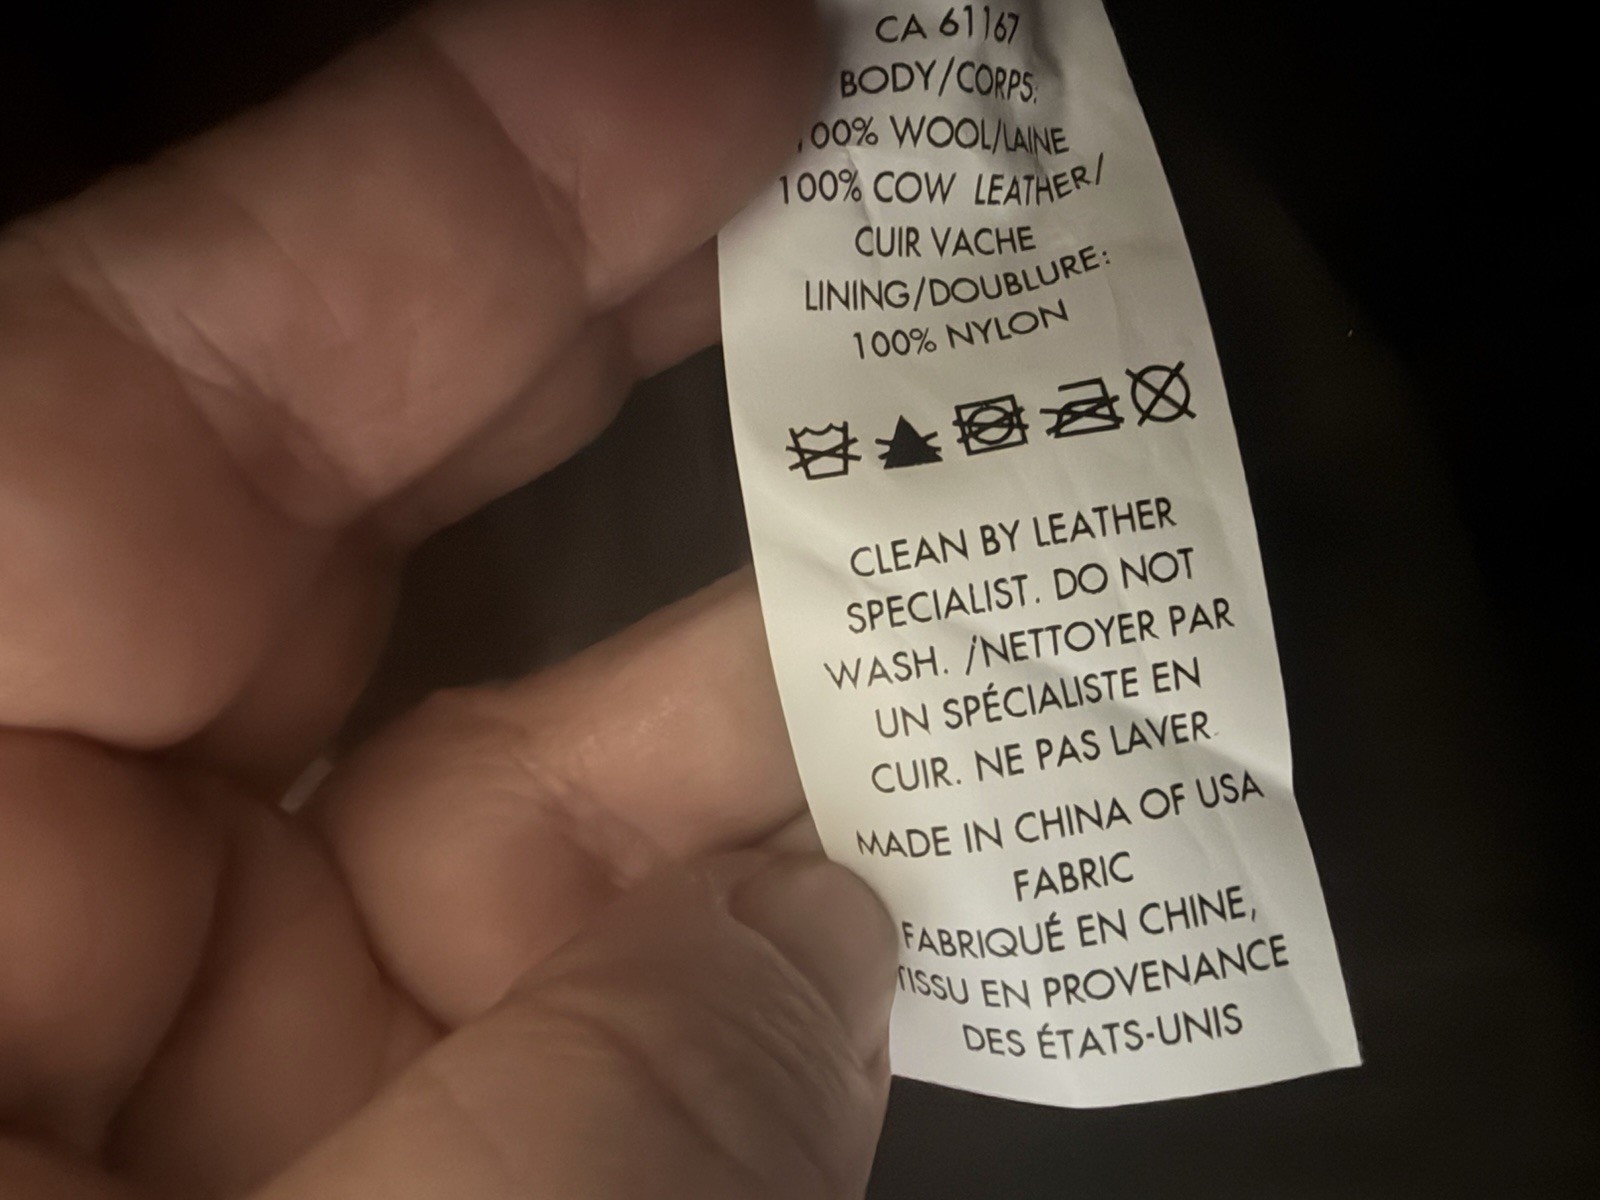 CA 61167
BODY/CORPS:
100% WOOL/LAINE
100% COW LEATHER/
CUIR VACHE
LINING/DOUBLURE:
100% NYLON
CLEAN BY LEATHER
SPECIALIST. DO NOT
WASH. /NETTOYER PAR
UN SPÉCIALISTE EN
CUIR. NE PAS LAVER.
MADE IN CHINA OF USA
FABRIC
FABRIQUÉ EN CHINE,
TISSU EN PROVENANCE
DES ÉTATS-UNIS